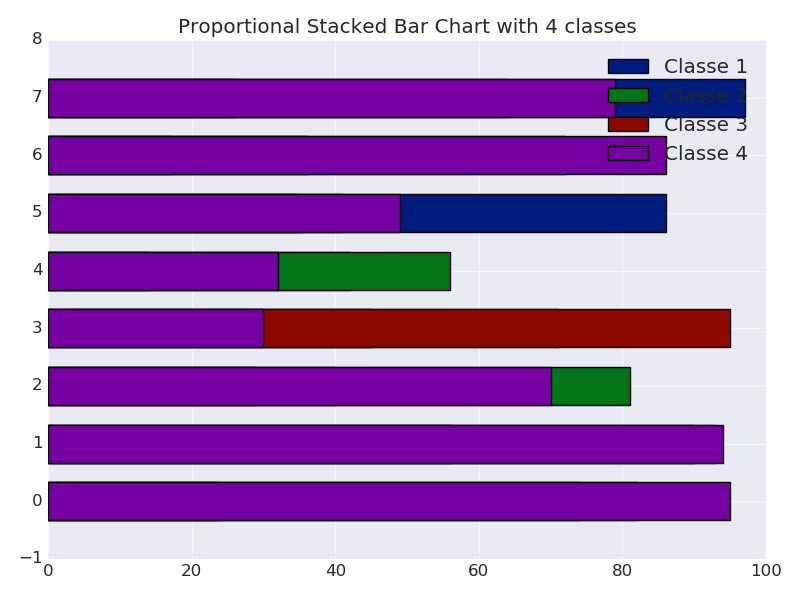 Proportional Stacked Bar Chart with 4 classes
8
7
6
5
4
3
2
1
0
−1
0 20 40 60 80 100
Classe 1
Classe 2
Classe 3
Classe 4